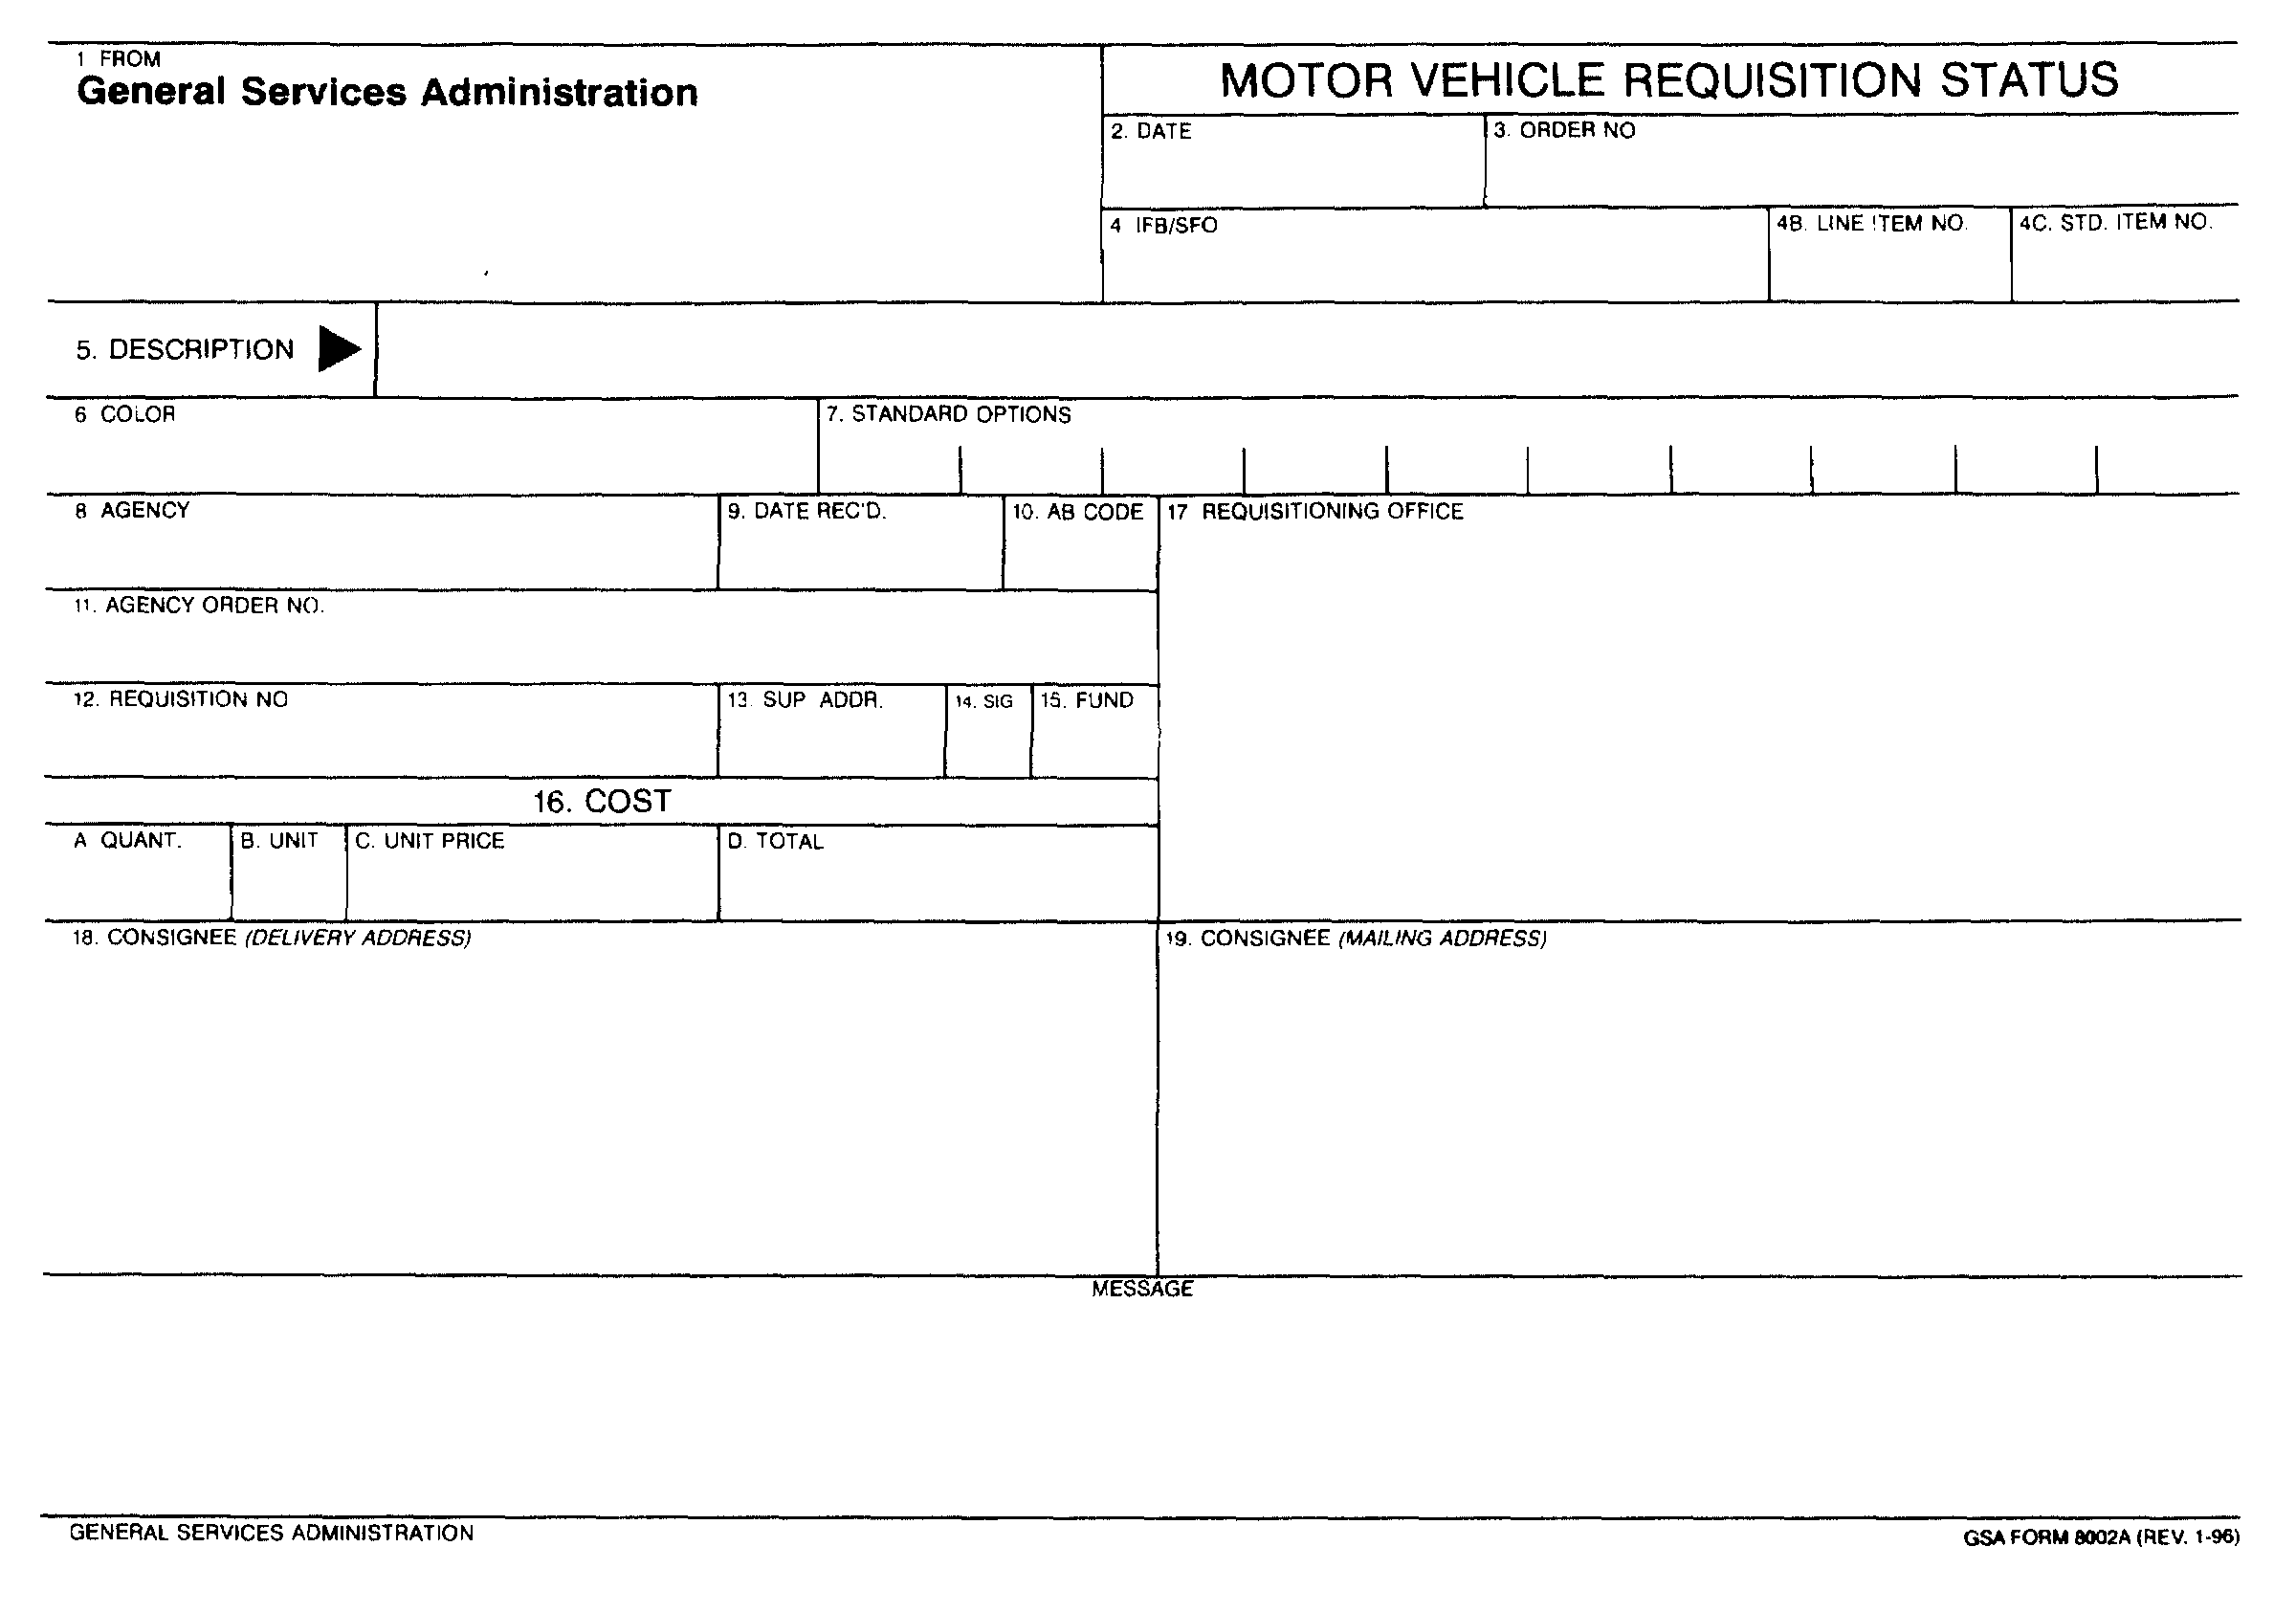 1 FROM
General Services Administration
MOTOR VEHICLE REQUISITION STATUS
2. DATE
3. ORDER NO
4 IFB/SFO
4B. LINE ITEM NO.
4C. STD. ITEM NO.
5. DESCRIPTION
6 COLOR
7. STANDARD OPTIONS
8 AGENCY
9. DATE REC'D.
10. AB CODE
17 REQUISITIONING OFFICE
11. AGENCY ORDER NO.
12. REQUISITION NO
13. SUP ADDR.
14. SIG
15. FUND
16. COST
A QUANT.
B. UNIT
C. UNIT PRICE
D. TOTAL
18. CONSIGNEE (DELIVERY ADDRESS)
19. CONSIGNEE (MAILING ADDRESS)
MESSAGE
GENERAL SERVICES ADMINISTRATION
GSA FORM 8002A (REV. 1-96)